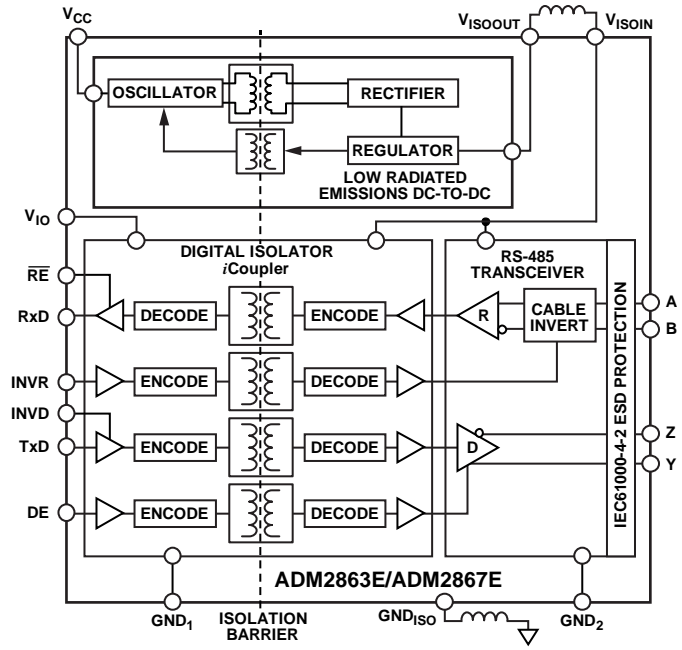 VCC
VISOOUT
VISOIN
OSCILLATOR
RECTIFIER
REGULATOR
LOW RADIATED
EMISSIONS DC-TO-DC
VIO
DIGITAL ISOLATOR
iCoupler
RS-485
TRANSCEIVER
RE
RxD
DECODE
ENCODE
R
CABLE
INVERT
A
B
IEC61000-4-2 ESD PROTECTION
INVR
ENCODE
DECODE
INVD
TxD
ENCODE
DECODE
D
Z
Y
DE
ENCODE
DECODE
ADM2863E/ADM2867E
GND1
ISOLATION
BARRIER
GNDISO
GND2